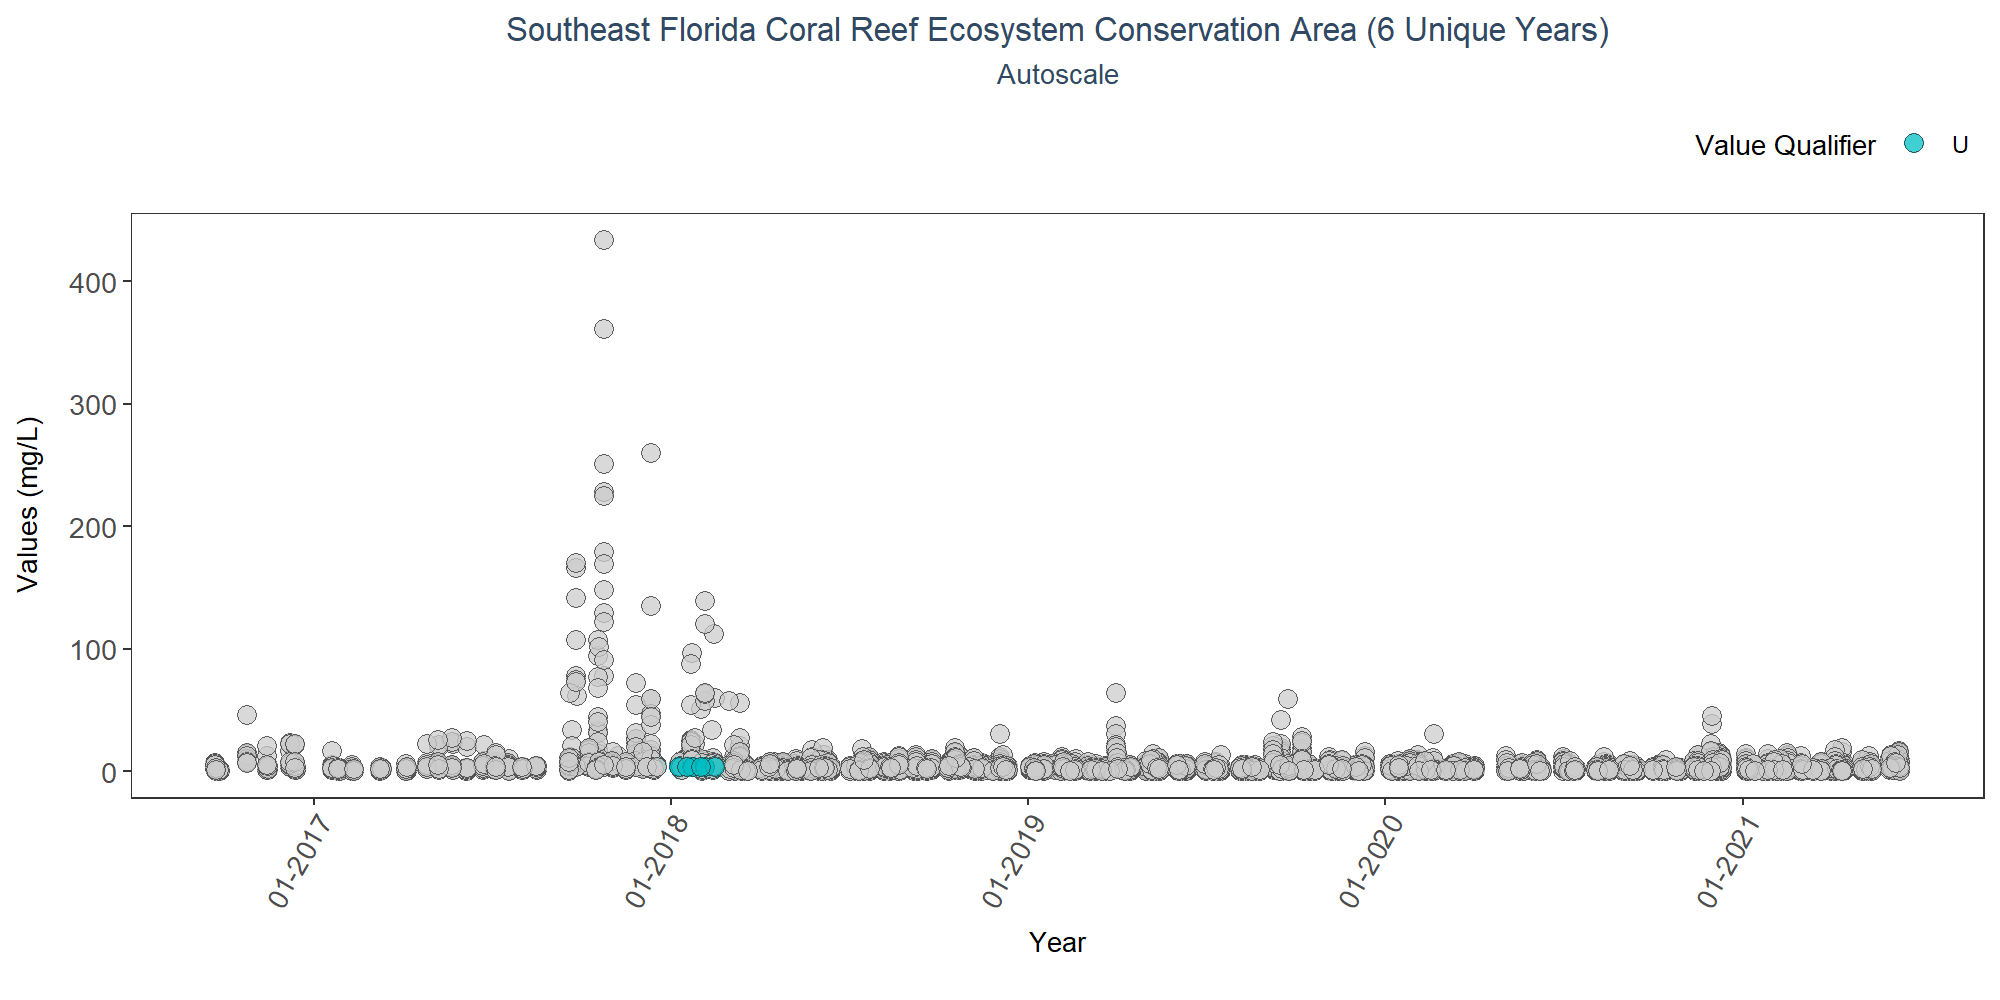 Southeast Florida Coral Reef Ecosystem Conservation Area (6 Unique Years)
Autoscale
Value Qualifier U
Values (mg/L)
400
300
200
100
0
01-2017 01-2018 01-2019 01-2020 01-2021
Year